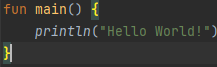 fun main() {
    println("Hello World!")
}